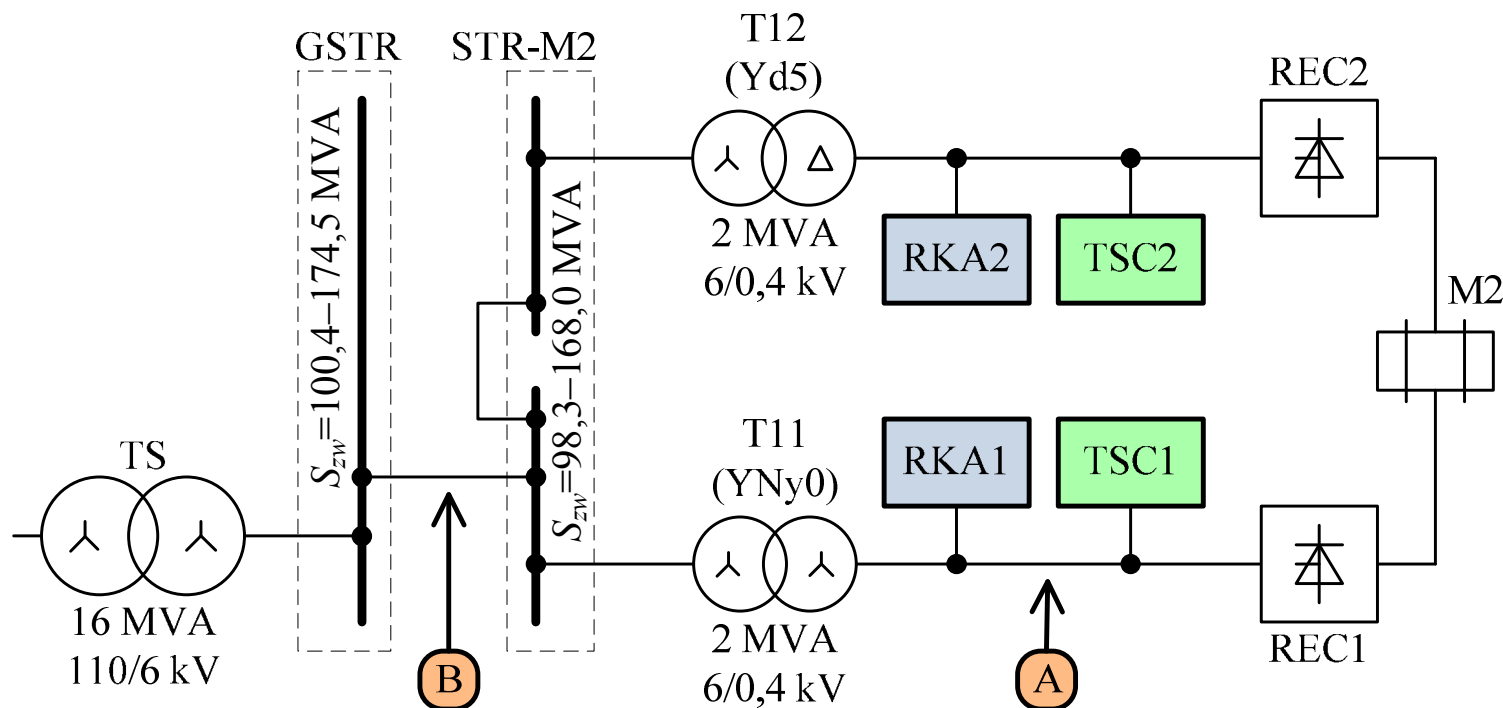 GSTR
STR-M2
T12
(Yd5)
REC2
S_zw=100,4–174,5 MVA
S_zw=98,3–168,0 MVA
2 MVA
6/0,4 kV
RKA2
TSC2
M2
TS
16 MVA
110/6 kV
T11
(YNy0)
RKA1
TSC1
2 MVA
6/0,4 kV
REC1
B
A